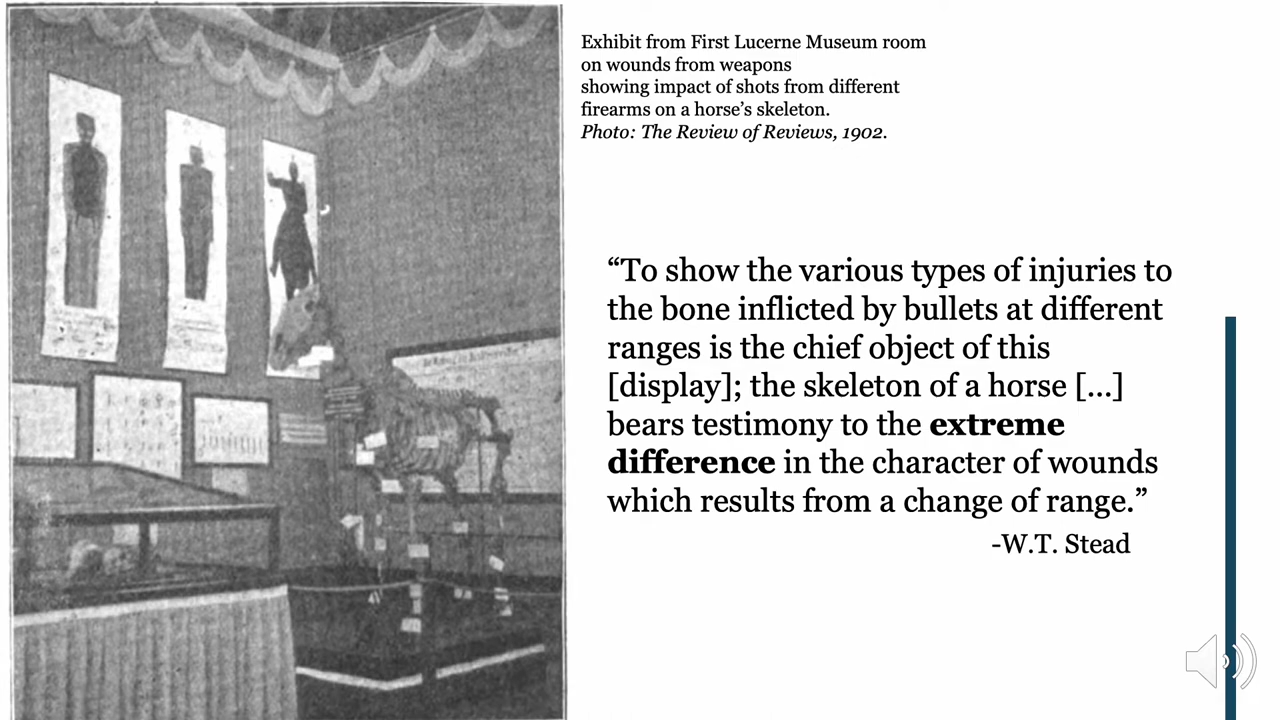 Exhibit from First Lucerne Museum room
on wounds from weapons
showing impact of shots from different
firearms on a horse’s skeleton.
Photo: The Review of Reviews, 1902.
“To show the various types of injuries to
the bone inflicted by bullets at different
ranges is the chief object of this
[display]; the skeleton of a horse [...]
bears testimony to the extreme
difference in the character of wounds
which results from a change of range.”
-W.T. Stead